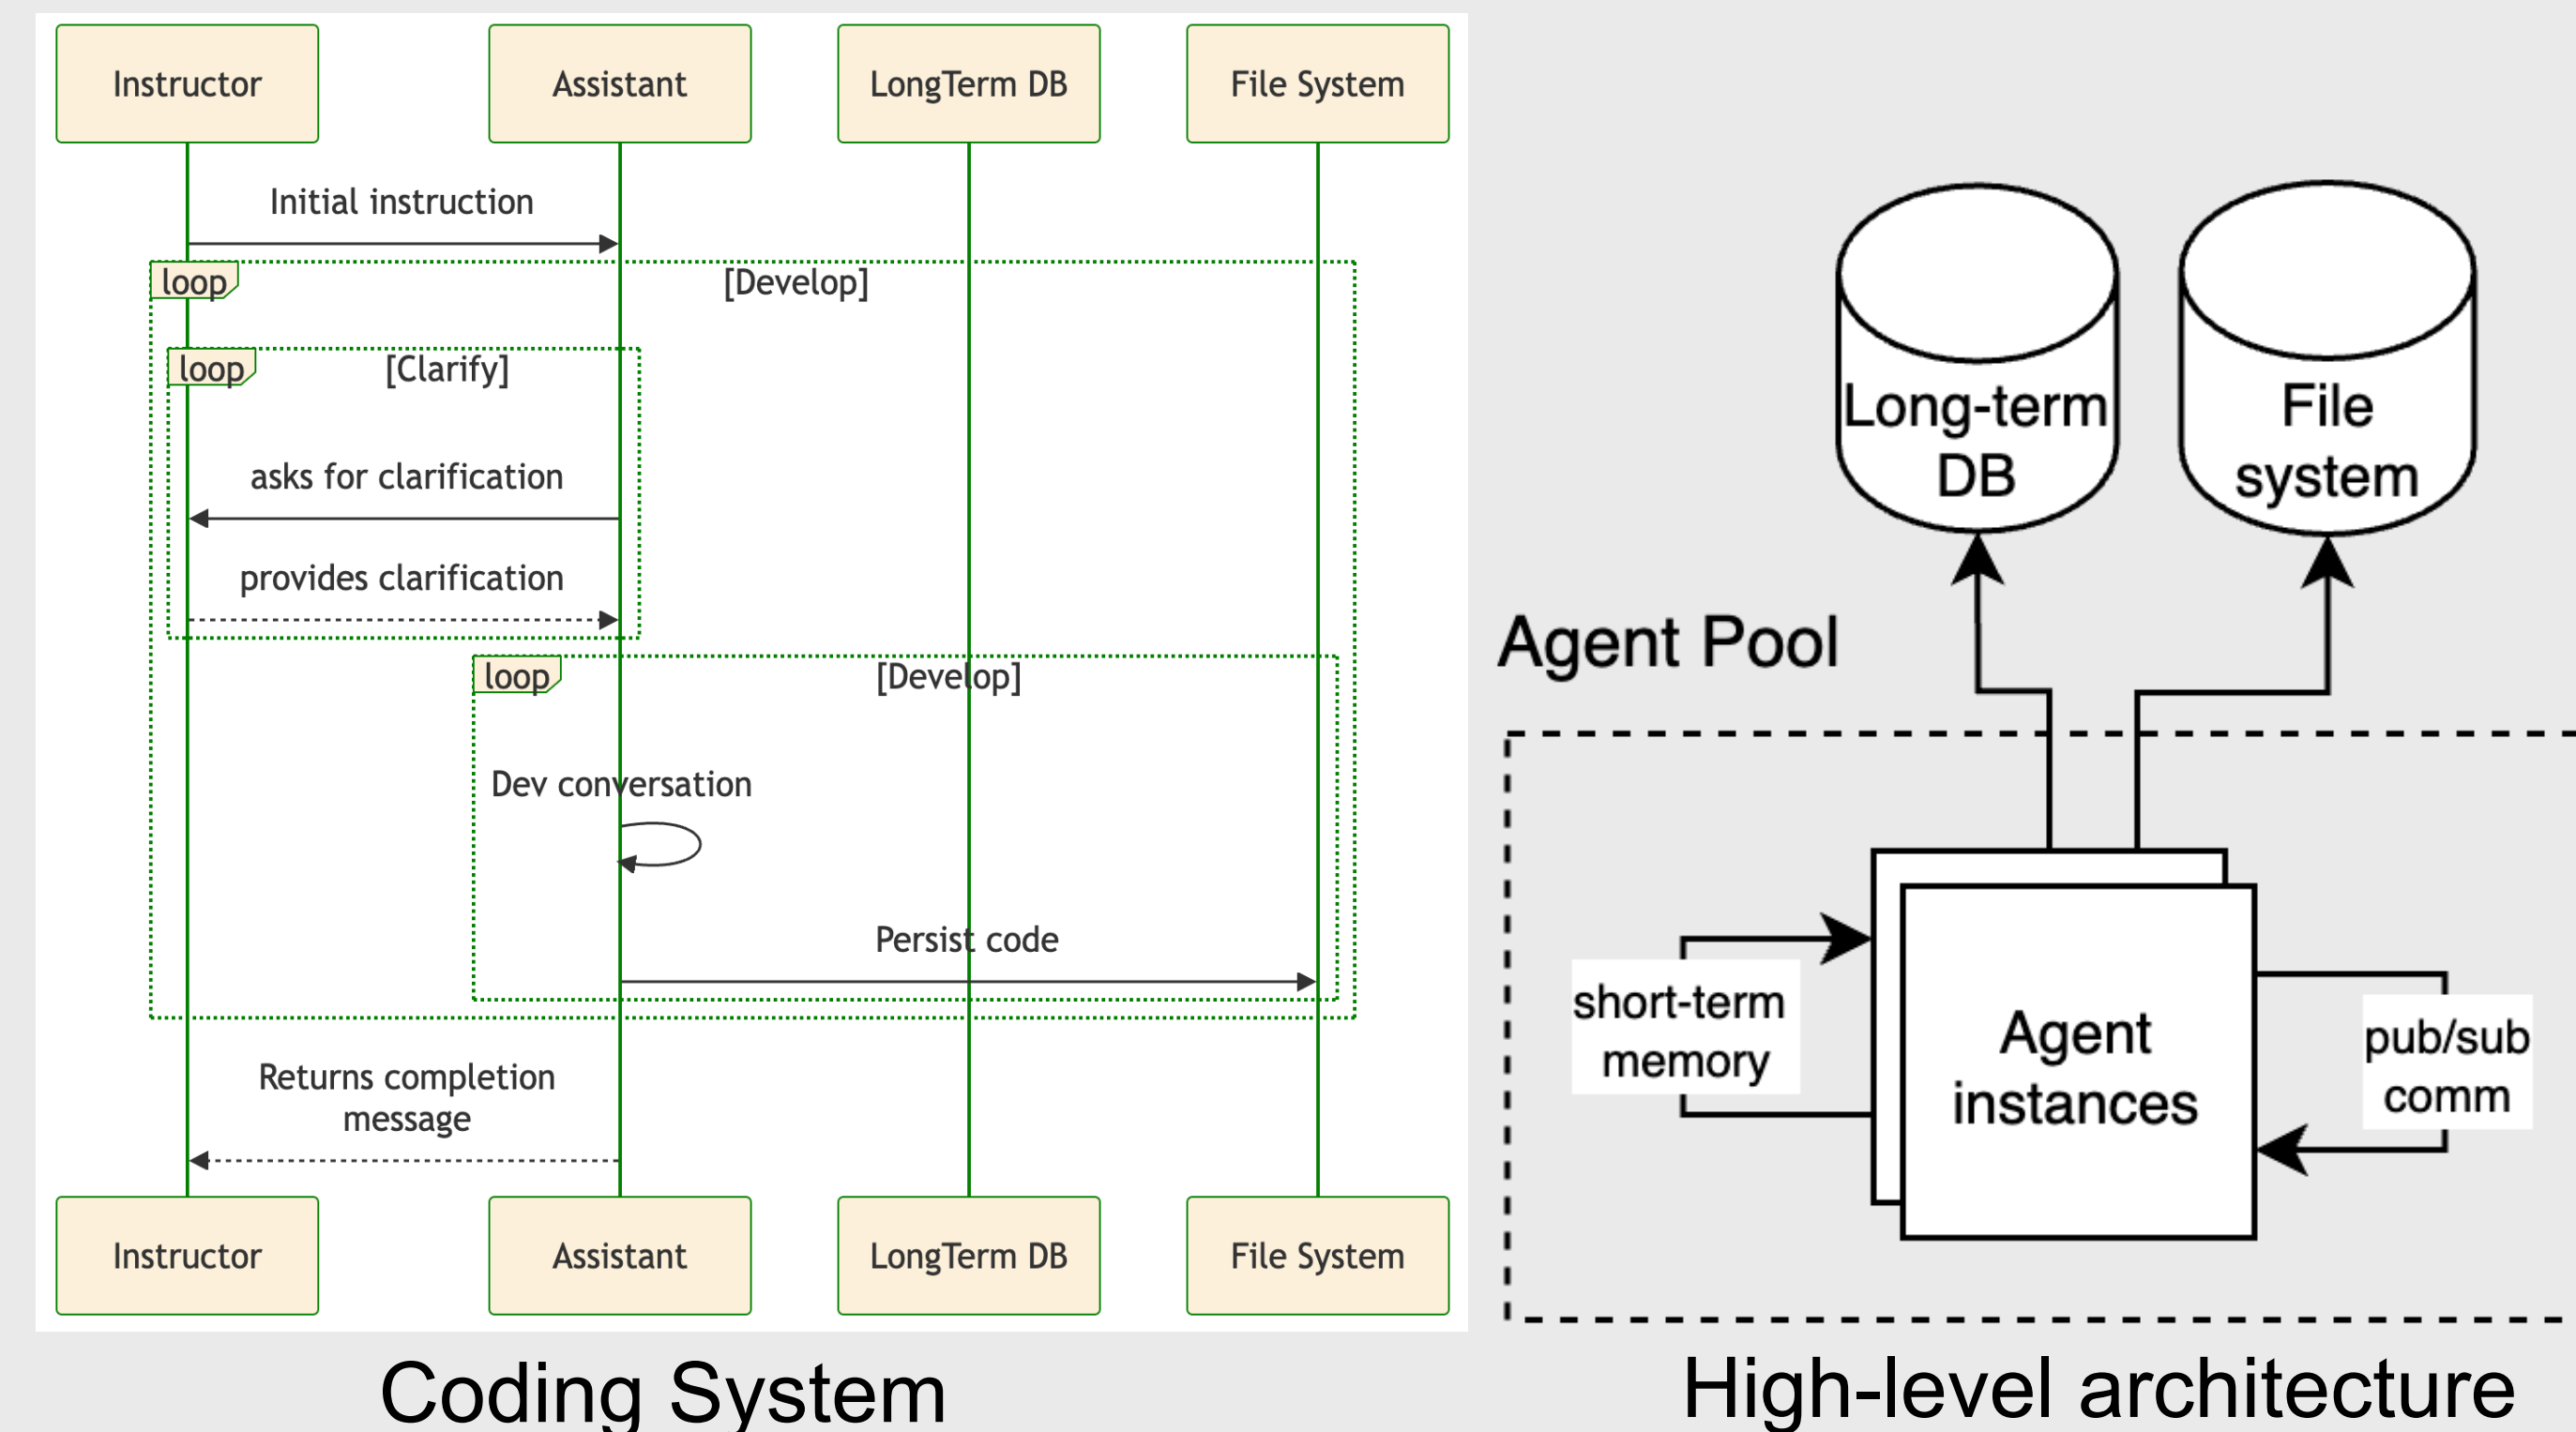 Instructor
Assistant
LongTerm DB
File System
Initial instruction
loop
[Develop]
loop
[Clarify]
asks for clarification
provides clarification
loop
[Develop]
Dev conversation
Persist code
Returns completion
message
Instructor
Assistant
LongTerm DB
File System
Coding System
Long-term
DB
File
system
Agent Pool
short-term
memory
Agent
instances
pub/sub
comm
High-level architecture